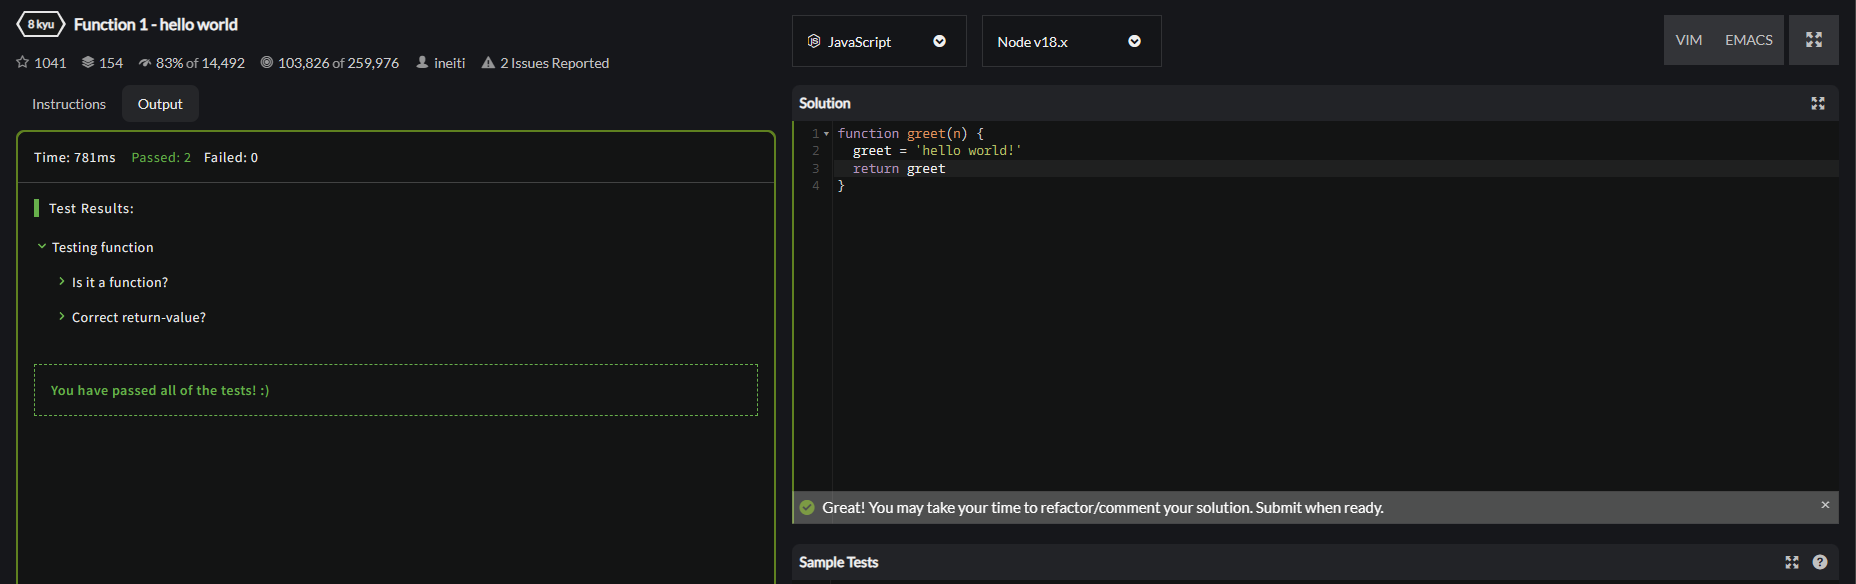 8 kyu Function 1 - hello world
1041 154 83% of 14,492 103,826 of 259,976 ineiti 2 Issues Reported
Instructions Output
Time: 781ms Passed: 2 Failed: 0
Test Results:
Testing function
Is it a function?
Correct return-value?
You have passed all of the tests! :)
JS JavaScript Node v18.x VIM EMACS
Solution
1 function greet(n) {
2 greet = 'hello world!'
3 return greet
4 }
Great! You may take your time to refactor/comment your solution. Submit when ready. ×
Sample Tests ?